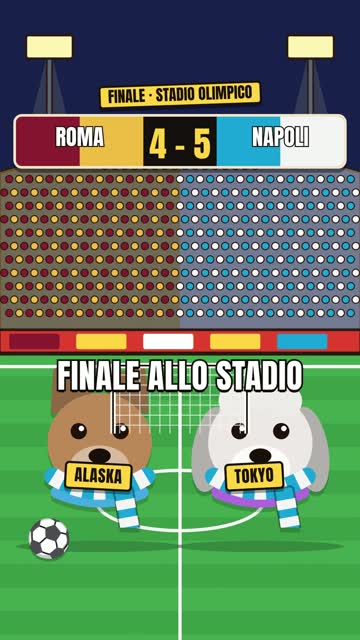 FINALE · STADIO OLIMPICO
ROMA 4 - 5 NAPOLI
FINALE ALLO STADIO
ALASKA TOKYO